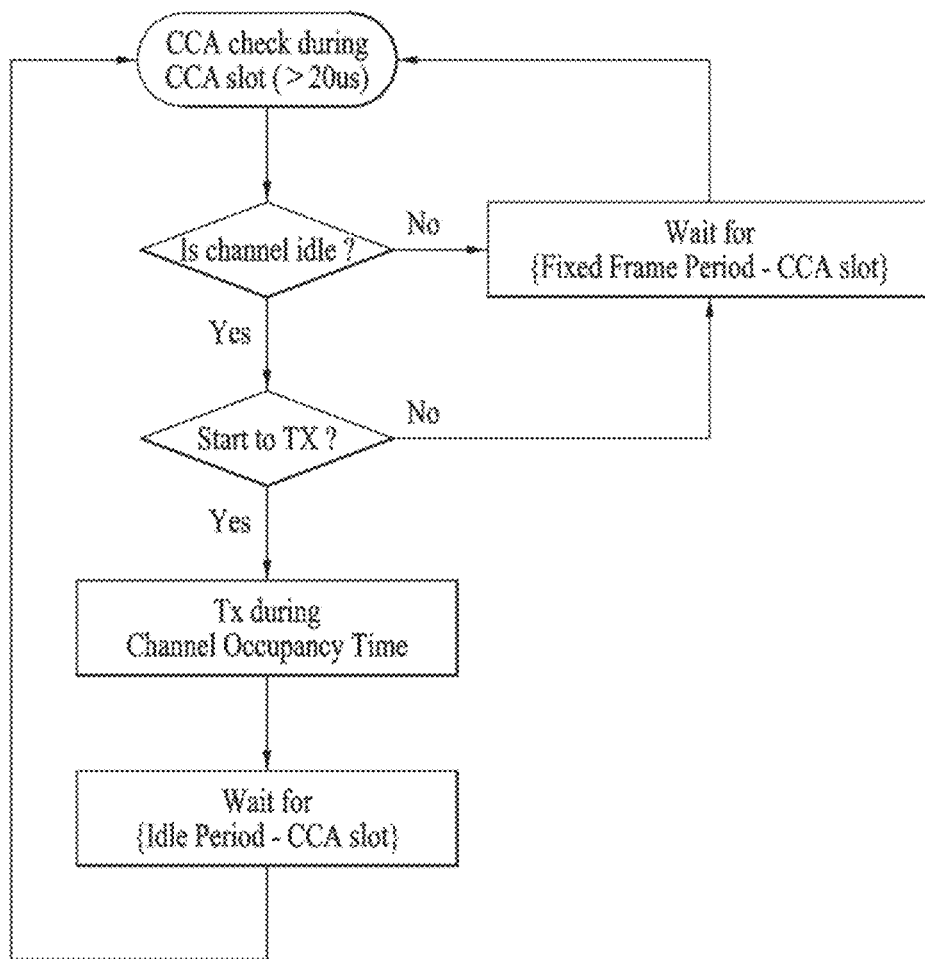 CCA check during
CCA slot (> 20us)
Is channel idle ?
No
Wait for
{Fixed Frame Period - CCA slot}
Yes
Start to TX ?
No
Yes
Tx during
Channel Occupancy Time
Wait for
{Idle Period - CCA slot}